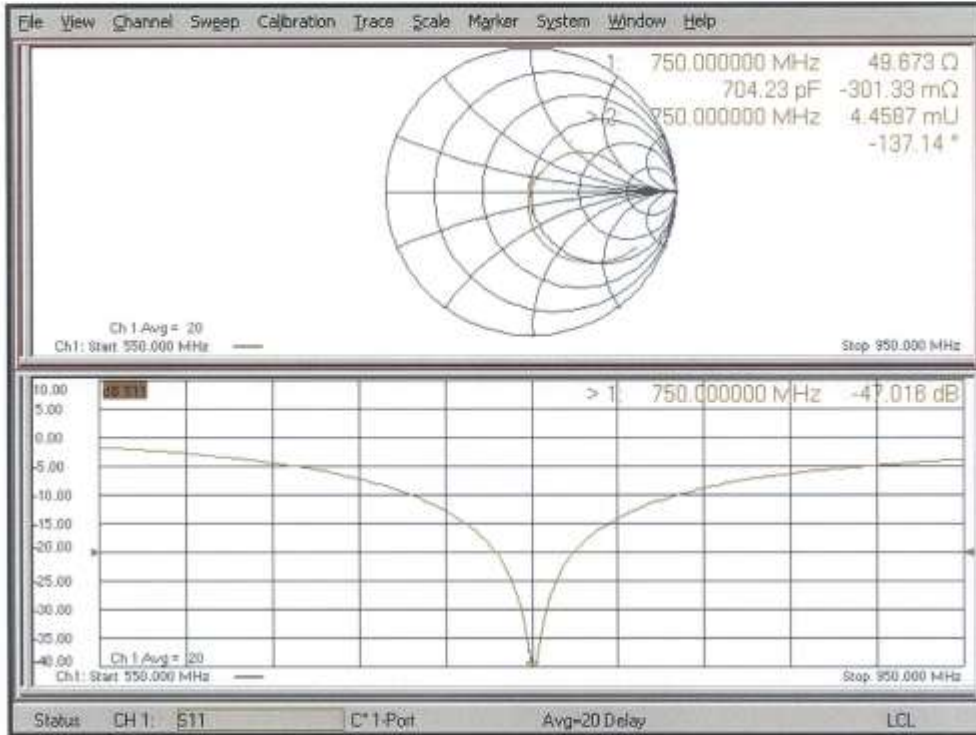 File View Channel Sweep Calibration Trace Scale Marker System Window Help
1: 750.000000 MHz 49.673 Ω
704.23 pF -301.33 mΩ
> 2: 750.000000 MHz 4.4587 mU
-137.14 °
Ch 1 Avg = 20
Ch1: Start 550.000 MHz Stop 950.000 MHz
10.00 dB S11 > 1: 750.000000 MHz -47.016 dB
5.00
0.00
-5.00
-10.00
-15.00
-20.00
-25.00
-30.00
-35.00
-40.00 Ch 1 Avg = 20
Ch1: Start 550.000 MHz Stop 950.000 MHz
Status CH 1: S11 C* 1-Port Avg=20 Delay LCL